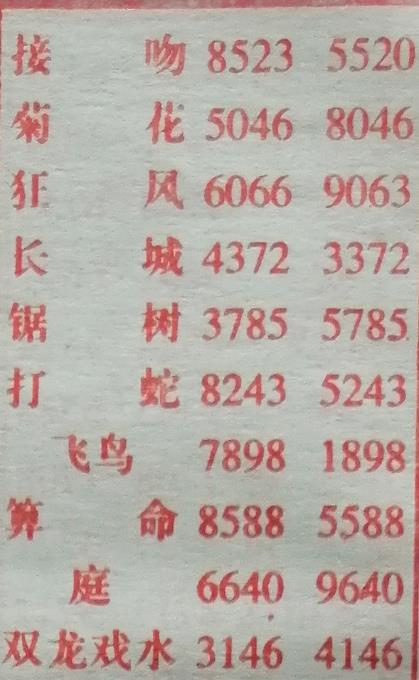 接吻 8523 5520
菊花 5046 8046
狂风 6066 9063
长城 4372 3372
锯树 3785 5785
打蛇 8243 5243
飞鸟 7898 1898
算命 8588 5588
庭 6640 9640
双龙戏水 3146 4146